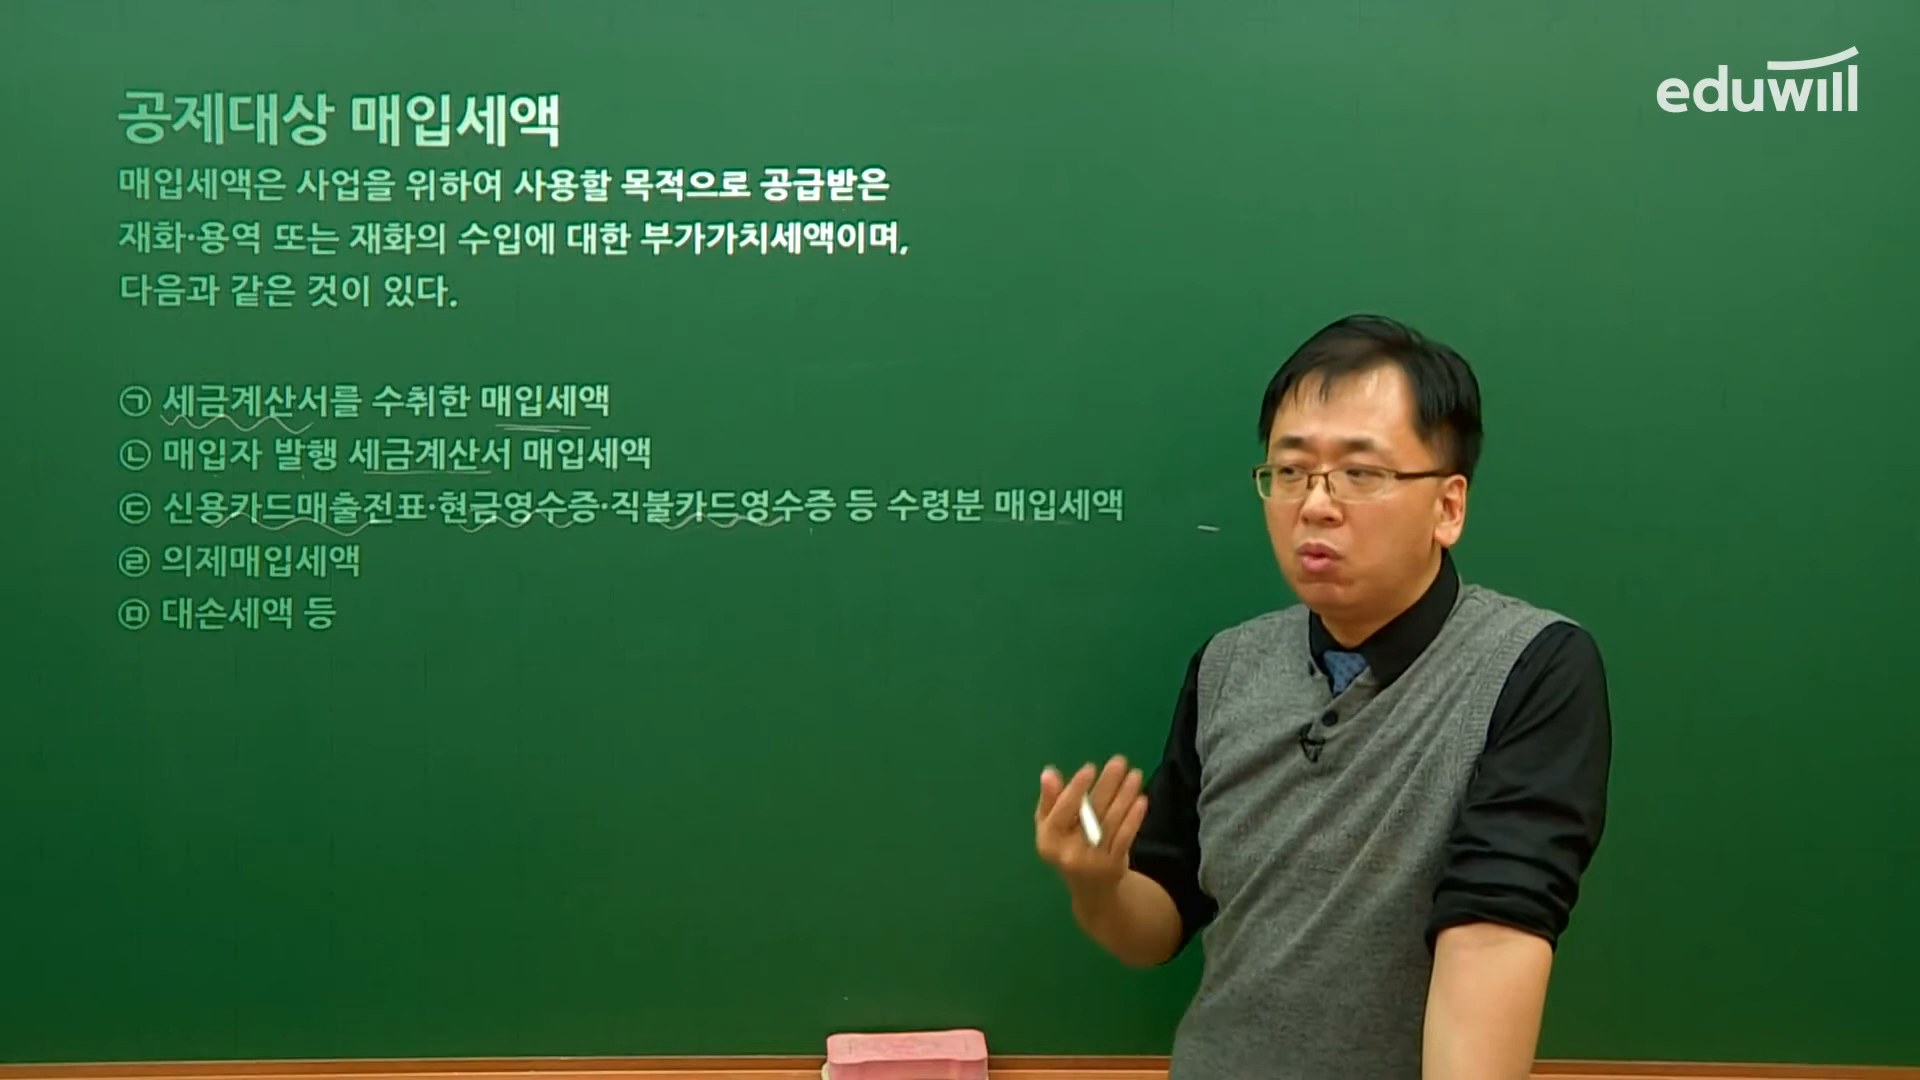 eduwill
공제대상 매입세액
매입세액은 사업을 위하여 사용할 목적으로 공급받은
재화·용역 또는 재화의 수입에 대한 부가가치세액이며,
다음과 같은 것이 있다.
㉠ 세금계산서를 수취한 매입세액
㉡ 매입자 발행 세금계산서 매입세액
㉢ 신용카드매출전표·현금영수증·직불카드영수증 등 수령분 매입세액
㉣ 의제매입세액
㉤ 대손세액 등